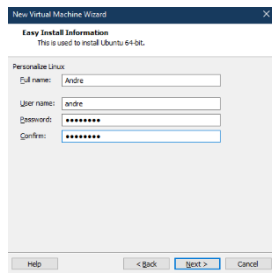 New Virtual Machine Wizard
Easy Install Information
This is used to install Ubuntu 64-bit.
Personalize Linux
Full name: Andre
User name: andre
Password: ●●●●●●●●
Confirm: ●●●●●●●●
Help < Back Next > Cancel